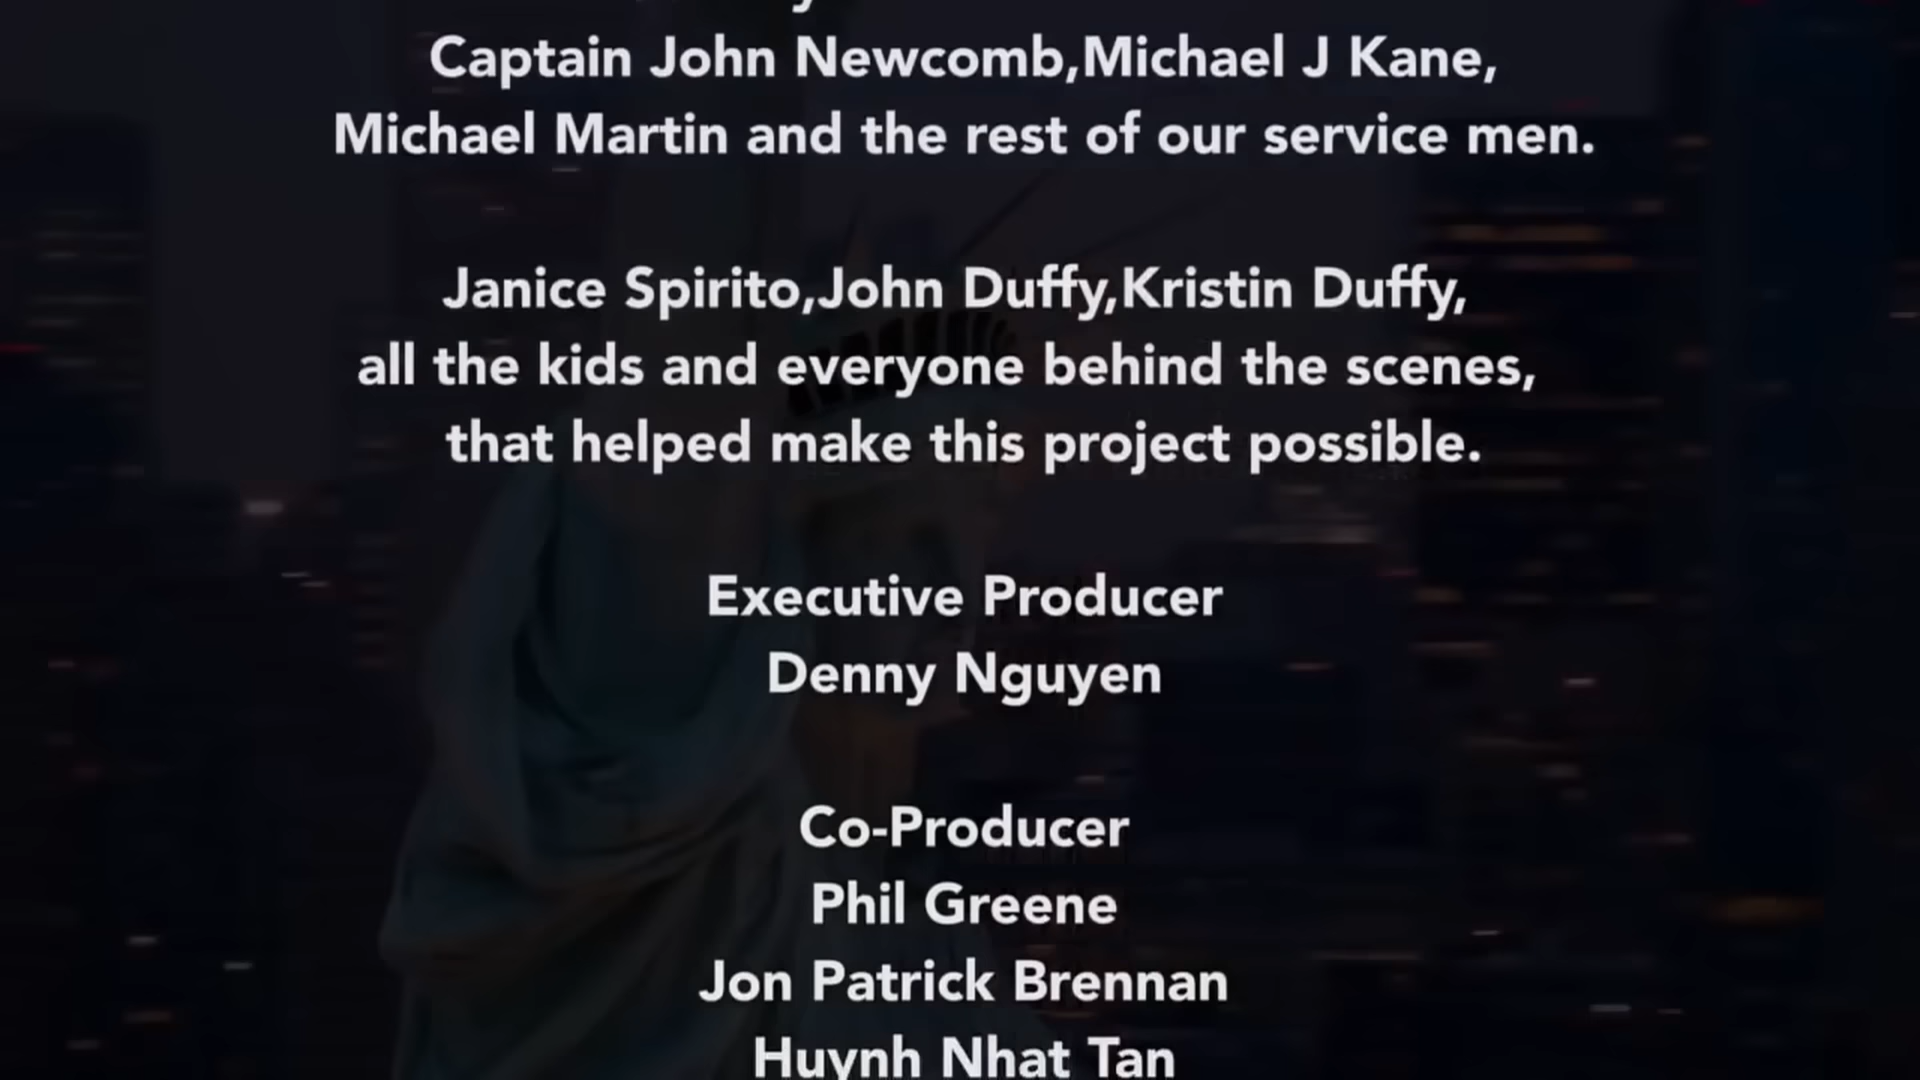 Captain John Newcomb,Michael J Kane,
Michael Martin and the rest of our service men.
Janice Spirito,John Duffy,Kristin Duffy,
all the kids and everyone behind the scenes,
that helped make this project possible.
Executive Producer
Denny Nguyen
Co-Producer
Phil Greene
Jon Patrick Brennan
Huynh Nhat Tan